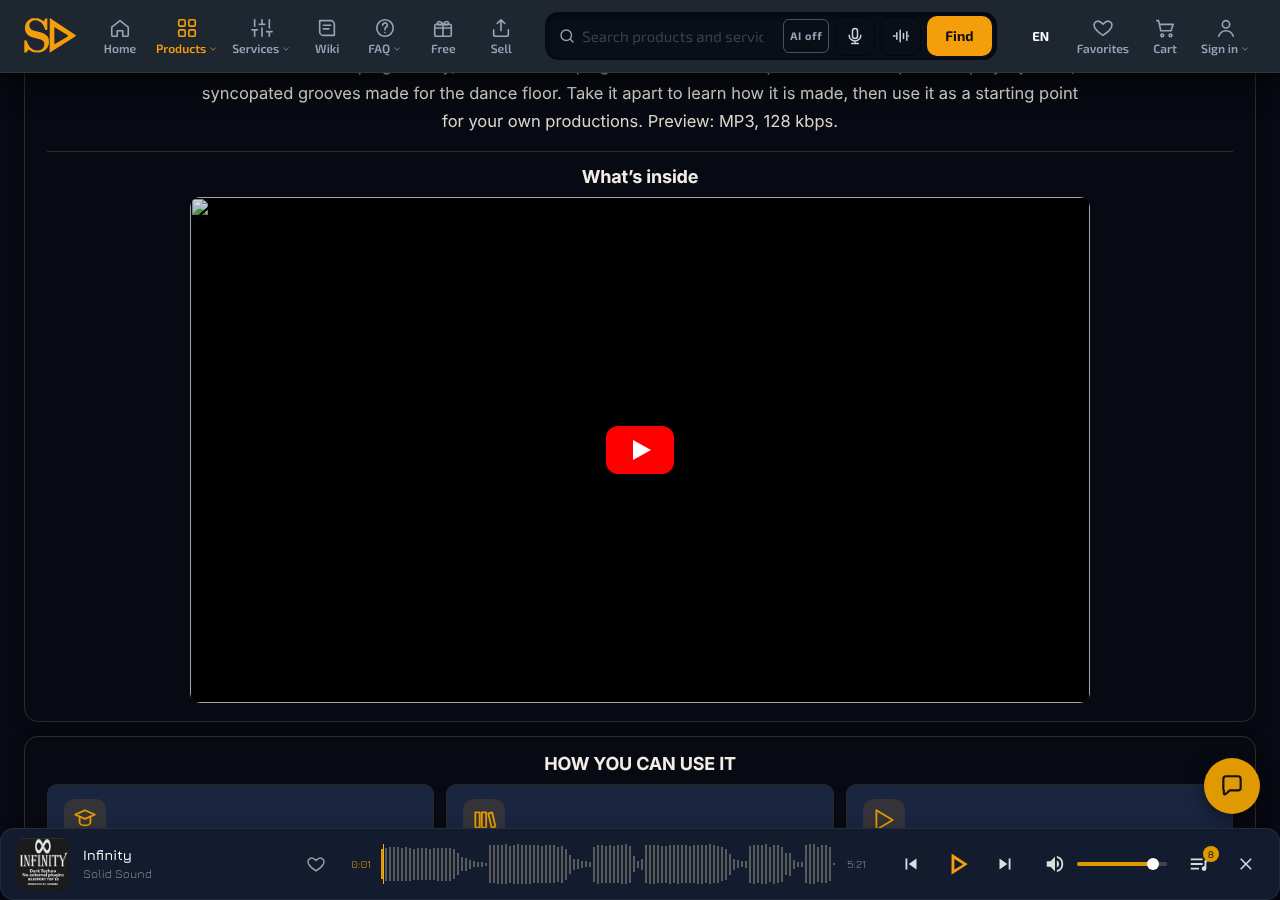 Home
Products
Services
Wiki
FAQ
Free
Sell
Search products and servic
AI off
Find
EN
Favorites
Cart
Sign in
syncopated grooves made for the dance floor. Take it apart to learn how it is made, then use it as a starting point
for your own productions. Preview: MP3, 128 kbps.
What's inside
HOW YOU CAN USE IT
INFINITY
Infinity
Solid Sound
0:01
5:21
8